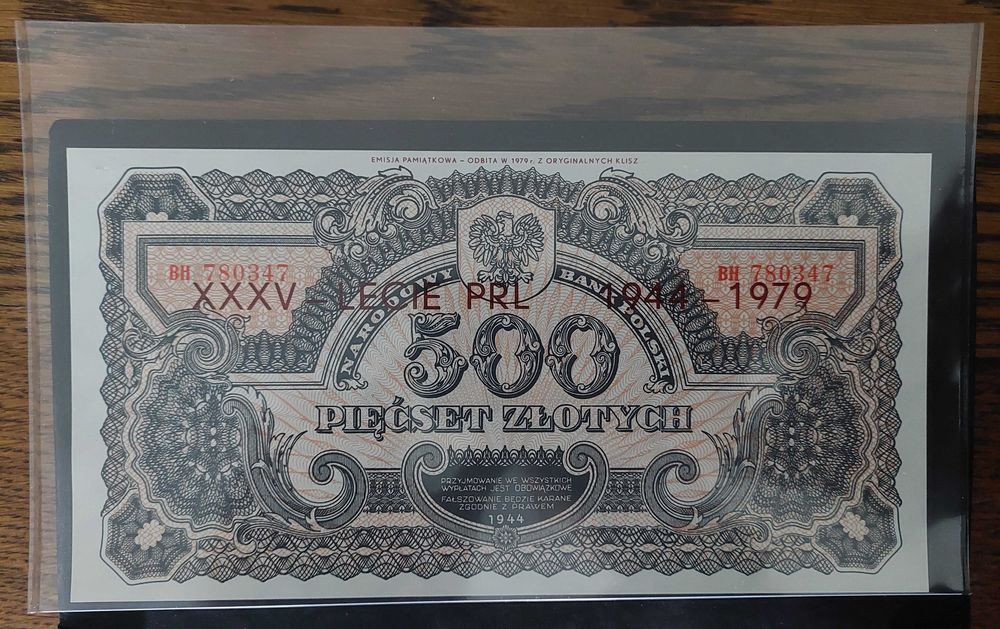 EMISJA PAMIĄTKOWA – ODBITA W 1979 r. Z ORYGINALNYCH KLISZ
BH 780347
BH 780347
XXXV – LECIE PRL 1944 – 1979
NARODOWY BANK POLSKI
500
PIĘĆSET ZŁOTYCH
PRZYJMOWANIE WE WSZYSTKICH
WYPŁATACH JEST OBOWIĄZKOWE
FAŁSZOWANIE BĘDZIE KARANE
ZGODNIE Z PRAWEM
1944